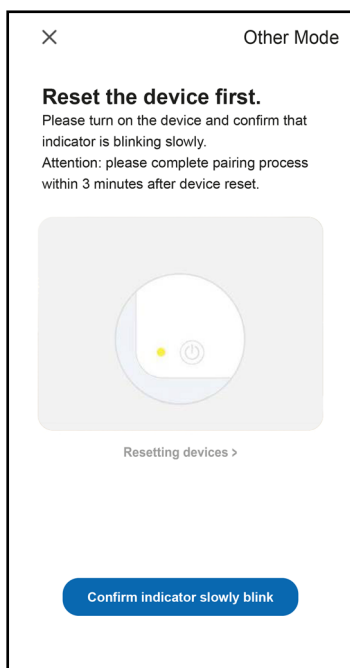 Other Mode
Reset the device first.
Please turn on the device and confirm that
indicator is blinking slowly.
Attention: please complete pairing process
within 3 minutes after device reset.
Resetting devices >
Confirm indicator slowly blink